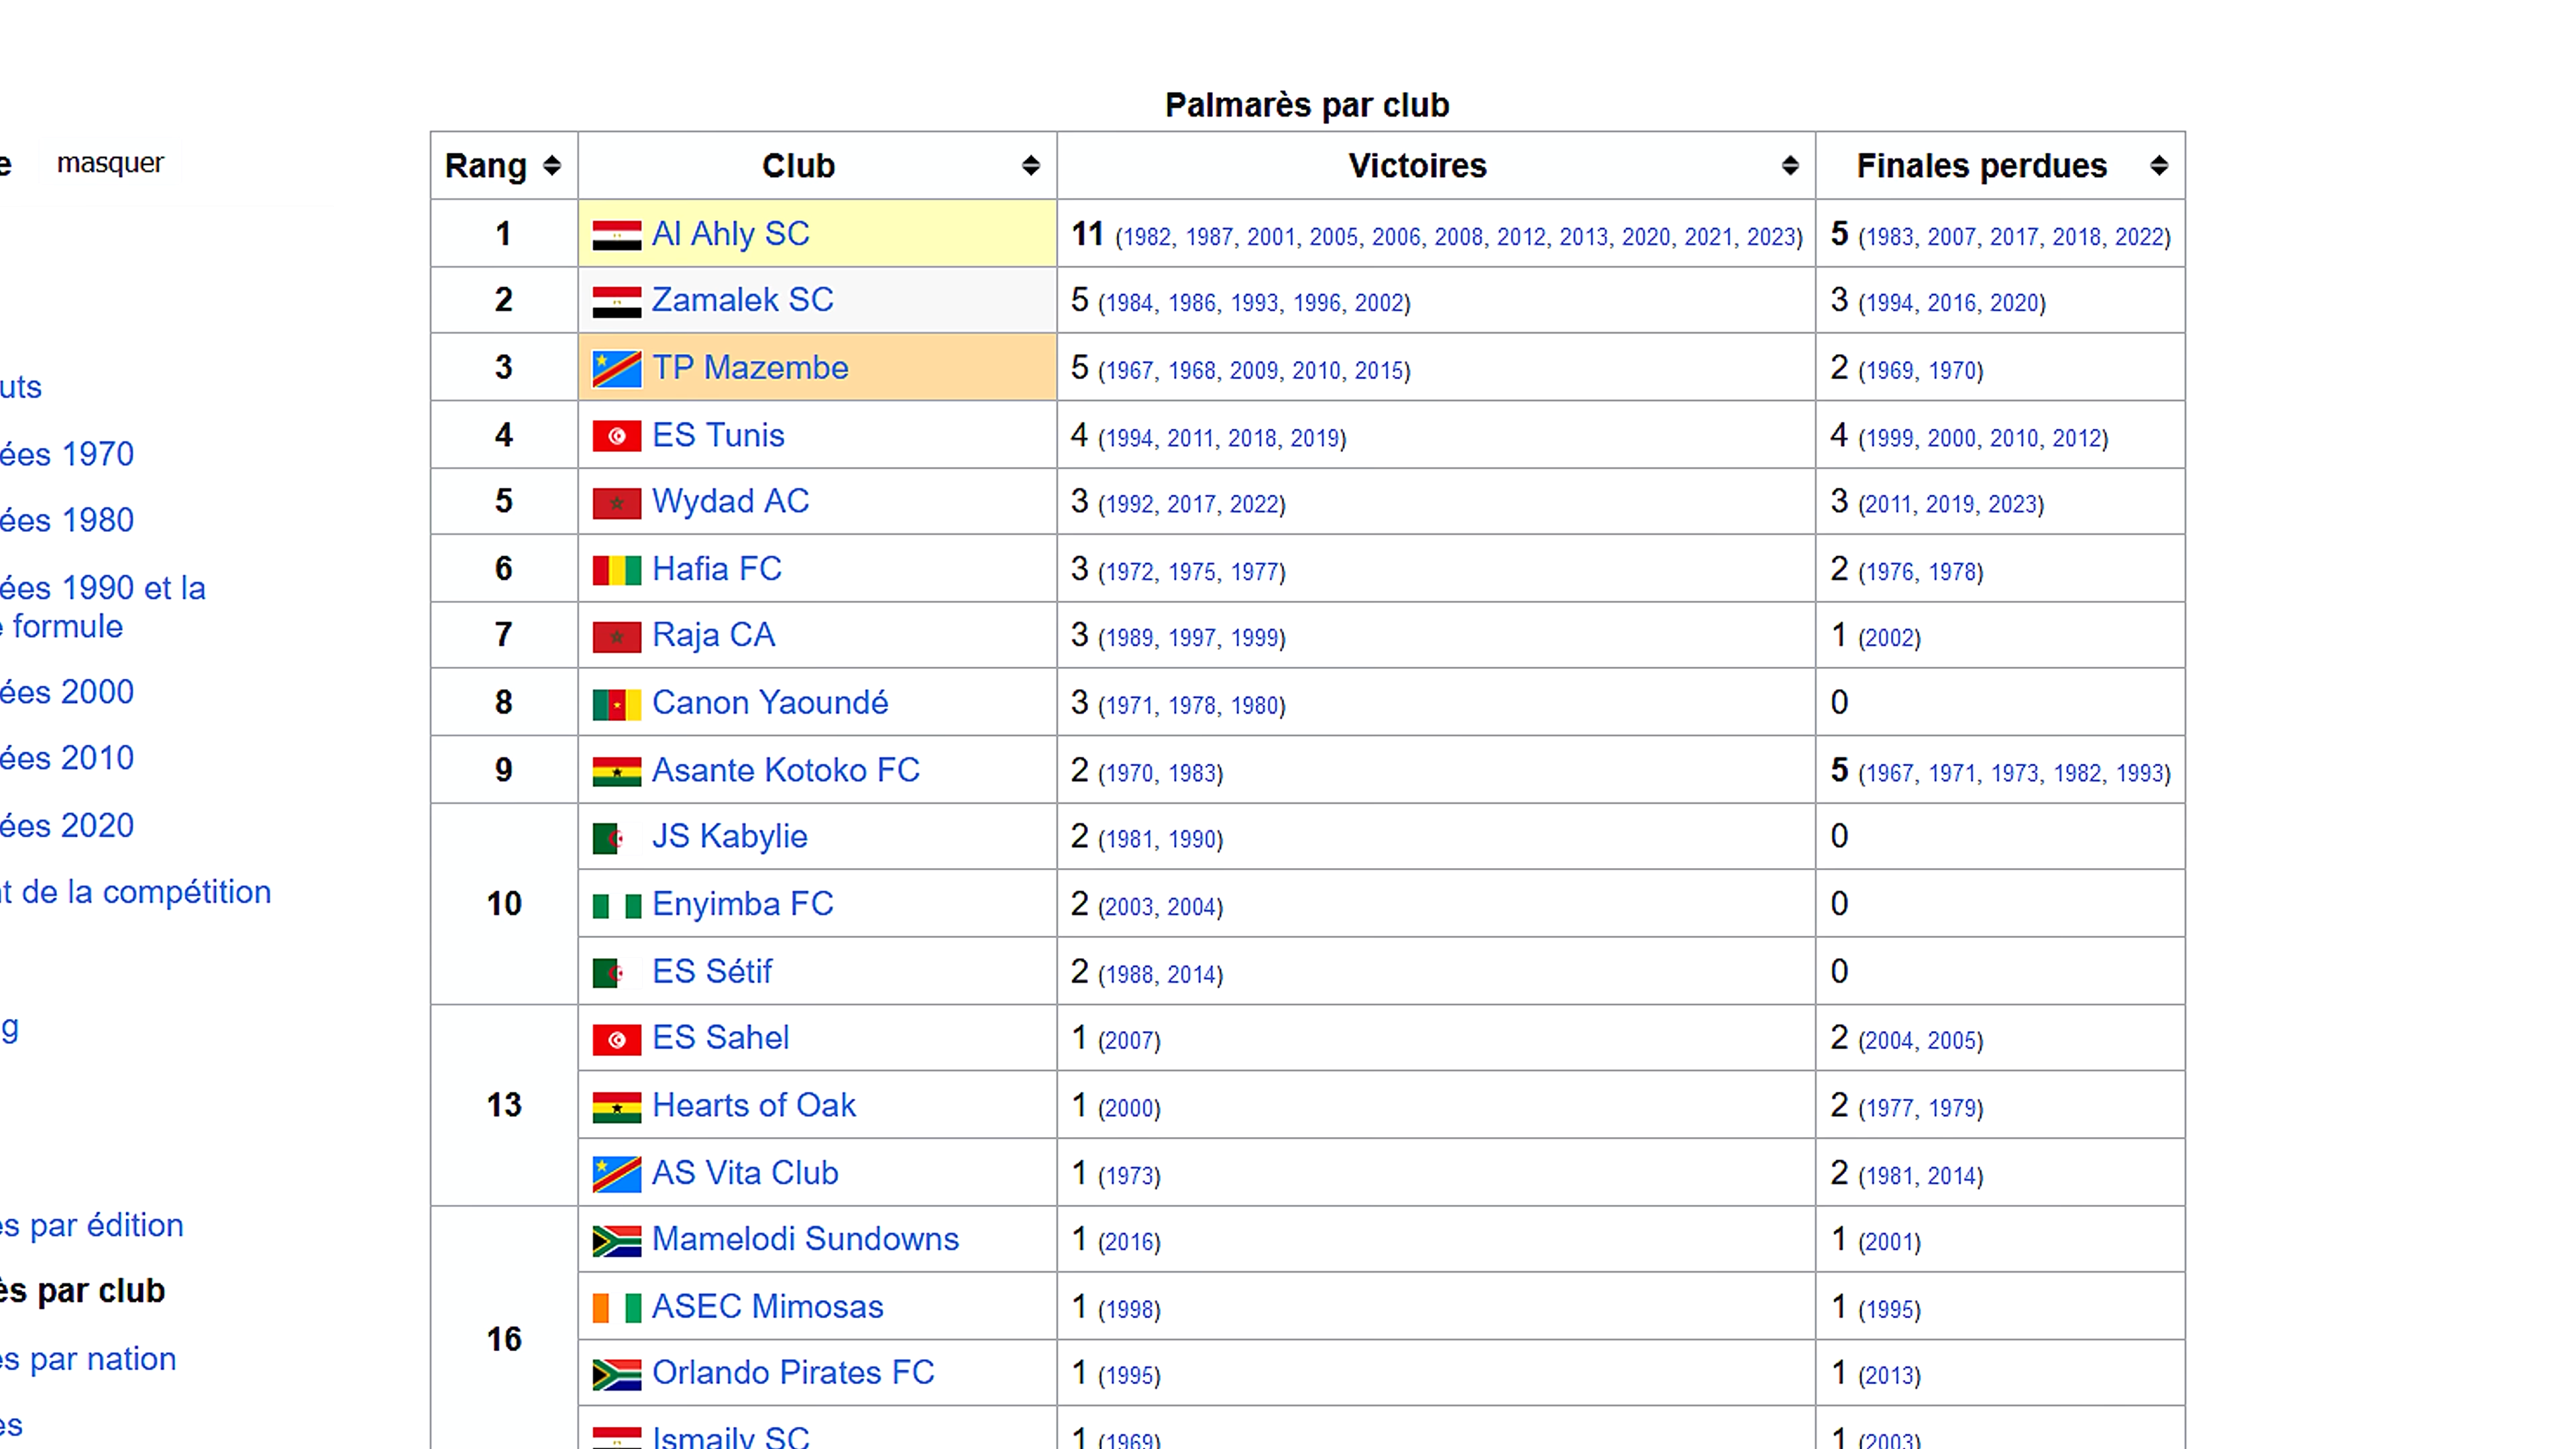 Palmarès par club
e masquer
Rang Club Victoires Finales perdues
1 Al Ahly SC 11 (1982, 1987, 2001, 2005, 2006, 2008, 2012, 2013, 2020, 2021, 2023) 5 (1983, 2007, 2017, 2018, 2022)
2 Zamalek SC 5 (1984, 1986, 1993, 1996, 2002) 3 (1994, 2016, 2020)
3 TP Mazembe 5 (1967, 1968, 2009, 2010, 2015) 2 (1969, 1970)
uts
4 ES Tunis 4 (1994, 2011, 2018, 2019) 4 (1999, 2000, 2010, 2012)
ées 1970
5 Wydad AC 3 (1992, 2017, 2022) 3 (2011, 2019, 2023)
ées 1980
6 Hafia FC 3 (1972, 1975, 1977) 2 (1976, 1978)
ées 1990 et la
e formule
7 Raja CA 3 (1989, 1997, 1999) 1 (2002)
ées 2000
8 Canon Yaoundé 3 (1971, 1978, 1980) 0
ées 2010
9 Asante Kotoko FC 2 (1970, 1983) 5 (1967, 1971, 1973, 1982, 1993)
ées 2020
10 JS Kabylie 2 (1981, 1990) 0
t de la compétition
Enyimba FC 2 (2003, 2004) 0
ES Sétif 2 (1988, 2014) 0
g
13 ES Sahel 1 (2007) 2 (2004, 2005)
Hearts of Oak 1 (2000) 2 (1977, 1979)
AS Vita Club 1 (1973) 2 (1981, 2014)
es par édition
16 Mamelodi Sundowns 1 (2016) 1 (2001)
ès par club
ASEC Mimosas 1 (1998) 1 (1995)
es par nation
Orlando Pirates FC 1 (1995) 1 (2013)
es
Ismaily SC 1 (1969) 1 (2003)